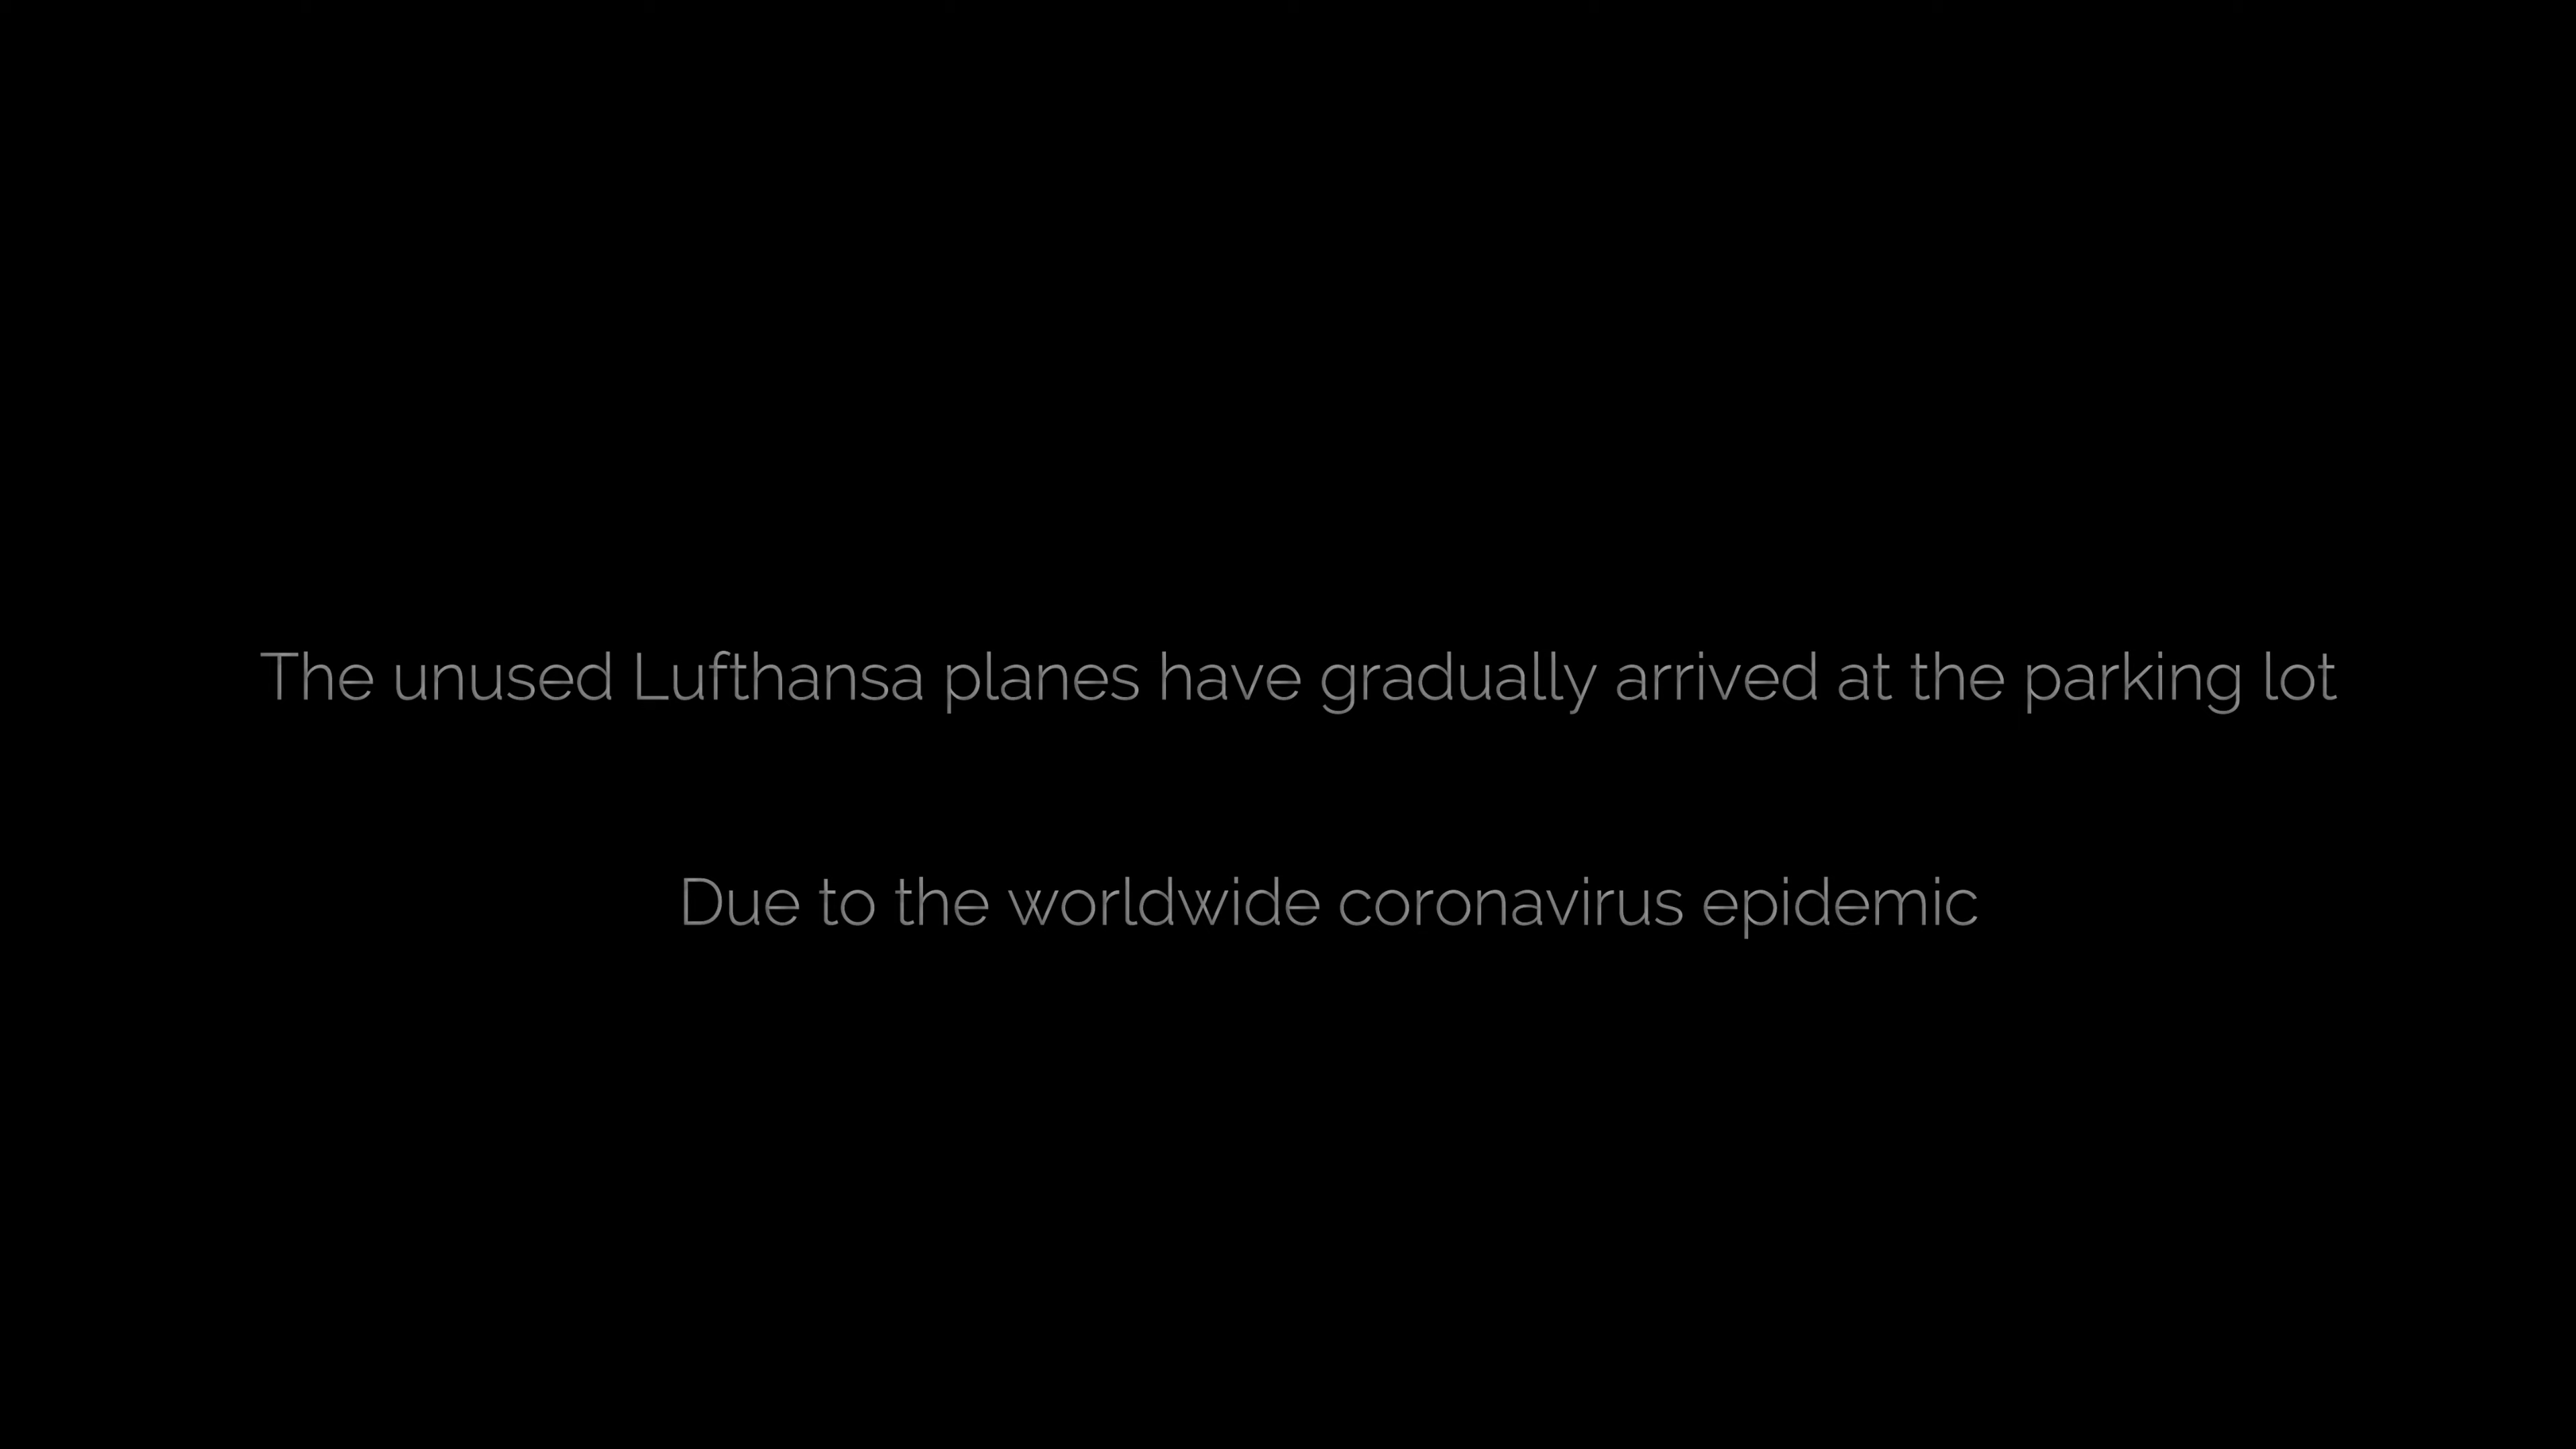 The unused Lufthansa planes have gradually arrived at the parking lot
Due to the worldwide coronavirus epidemic